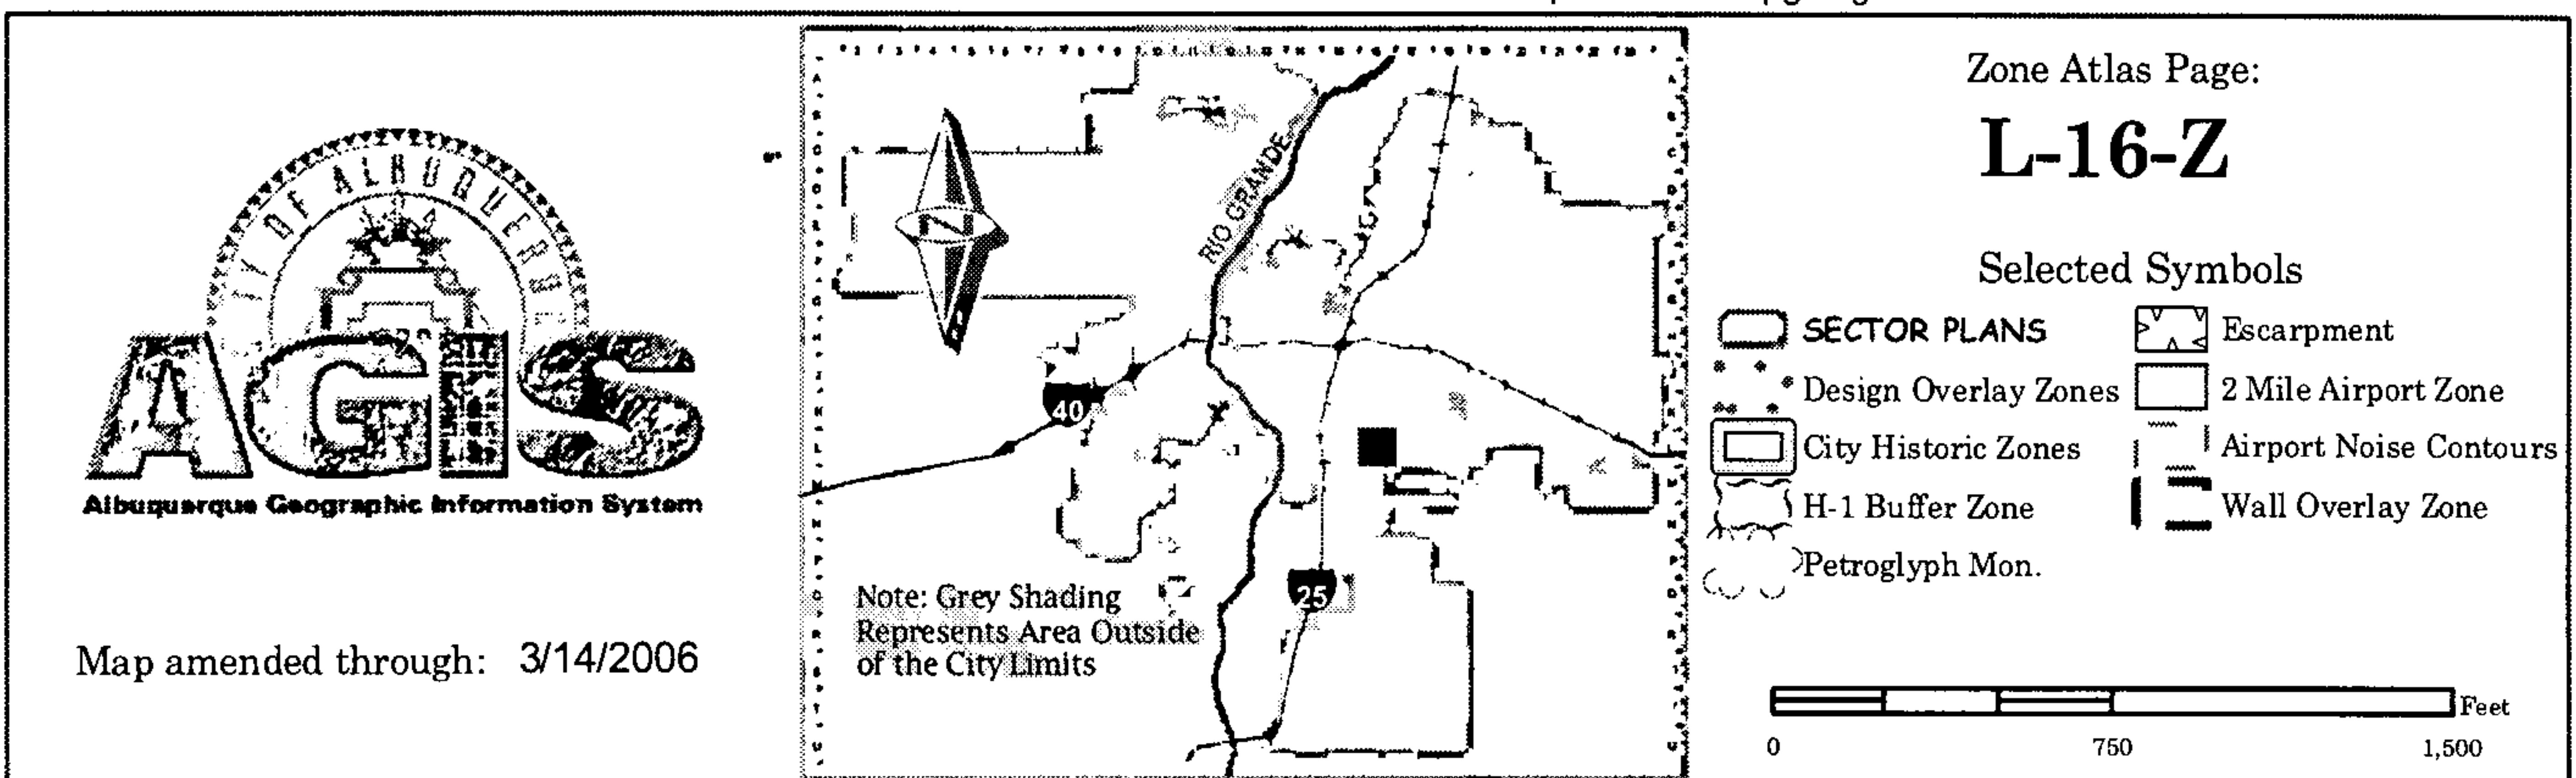 CITY OF ALBUQUERQUE
AGIS
Albuquerque Geographic Information System
Map amended through: 3/14/2006
RIO GRANDE
N
40
25
Note: Grey Shading
Represents Area Outside
of the City Limits
Zone Atlas Page:
L-16-Z
Selected Symbols
SECTOR PLANS
Escarpment
Design Overlay Zones
2 Mile Airport Zone
City Historic Zones
Airport Noise Contours
H-1 Buffer Zone
Wall Overlay Zone
Petroglyph Mon.
Feet
0 750 1,500